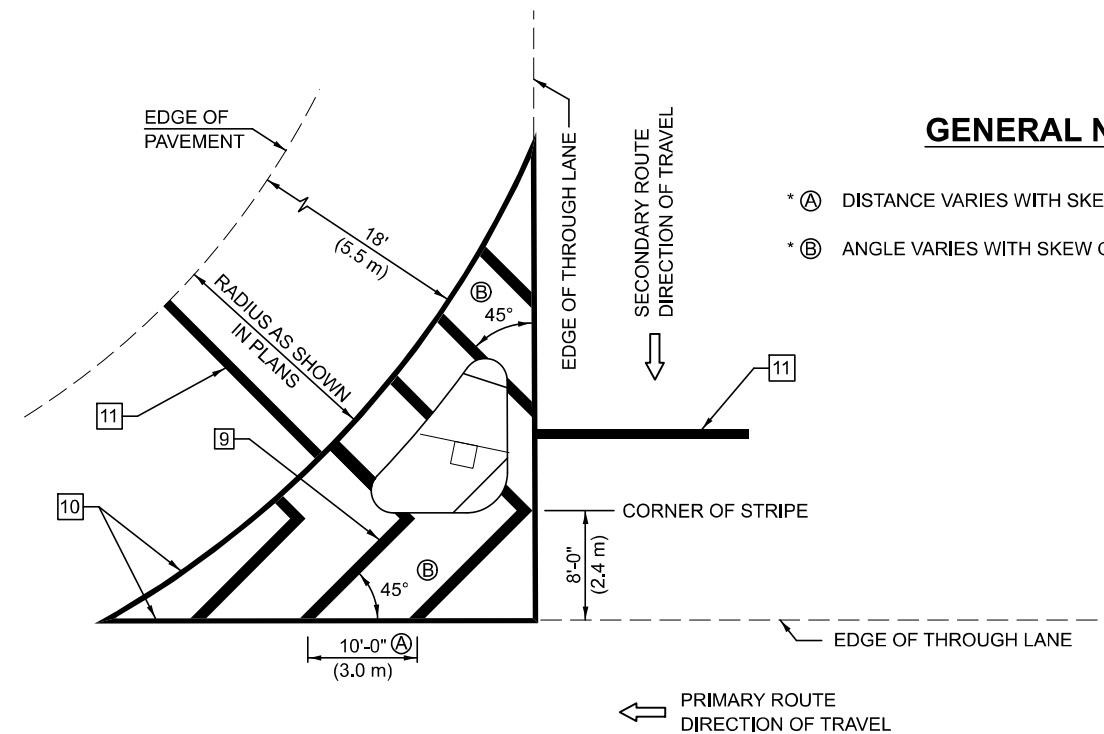 EDGE OF
PAVEMENT
18'
(5.5 m)
RADIUS AS SHOWN
IN PLANS
11
9
10
B
45°
EDGE OF THROUGH LANE
SECONDARY ROUTE
DIRECTION OF TRAVEL
GENERAL N
* A DISTANCE VARIES WITH SKE
* B ANGLE VARIES WITH SKEW
11
CORNER OF STRIPE
8'-0"
(2.4 m)
45°
B
10'-0" A
(3.0 m)
EDGE OF THROUGH LANE
PRIMARY ROUTE
DIRECTION OF TRAVEL